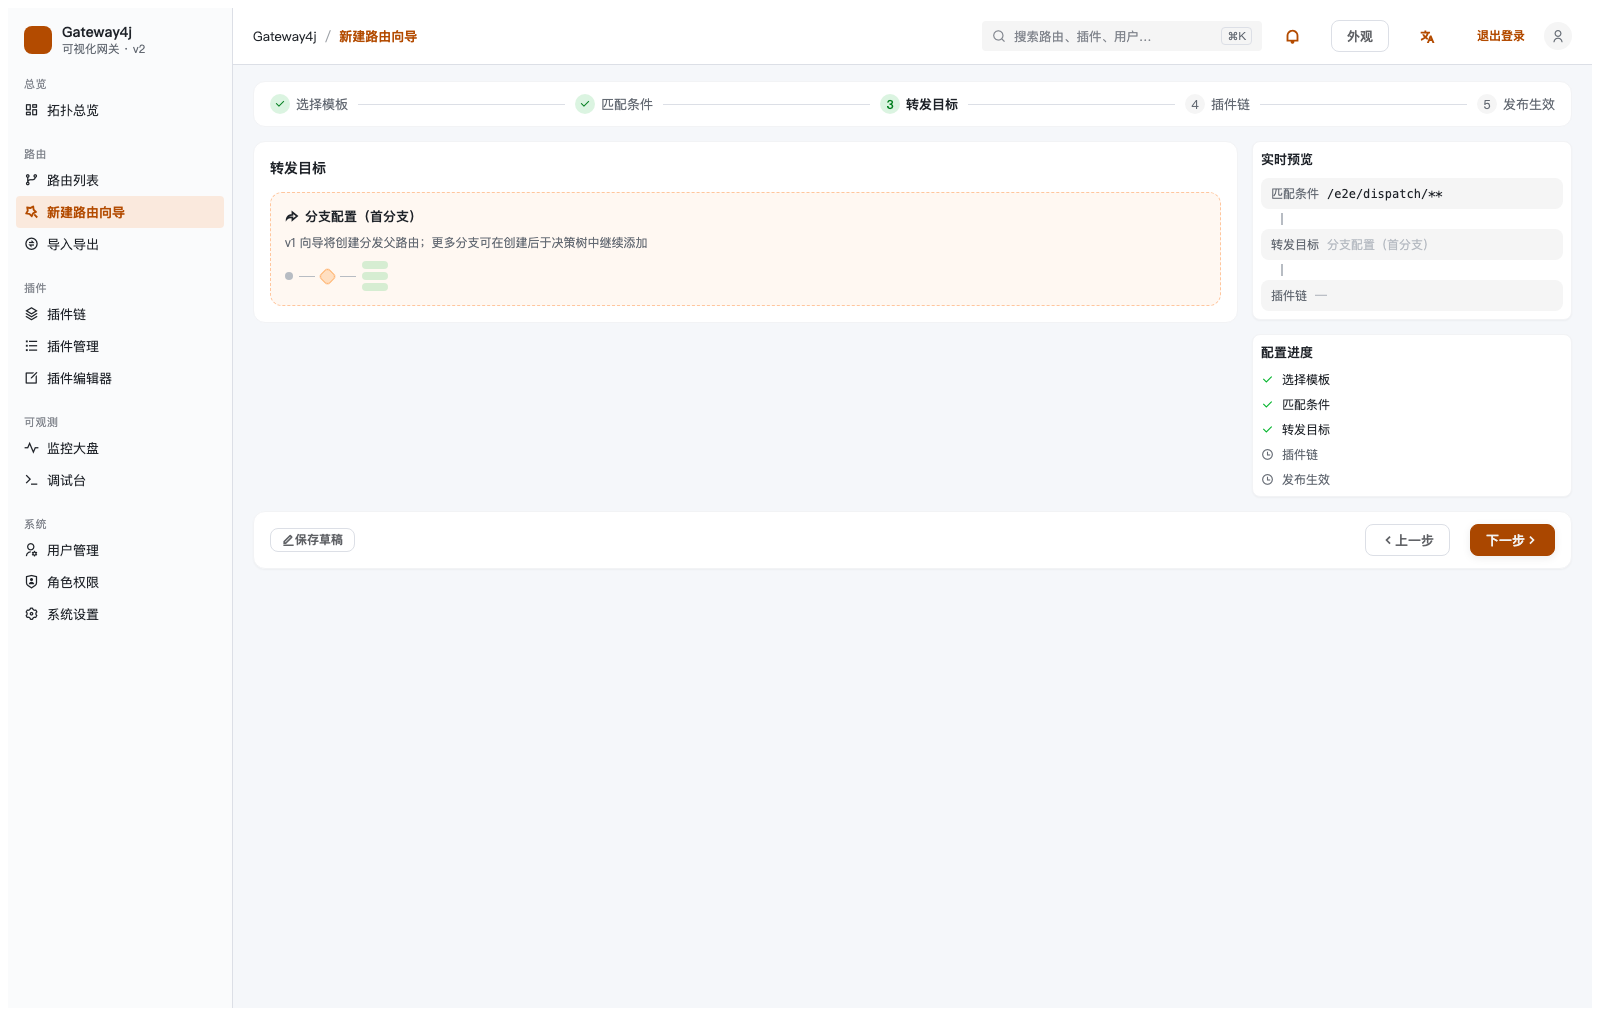 Gateway4j
可视化网关 · v2
总览
拓扑总览
路由
路由列表
新建路由向导
导入导出
插件
插件链
插件管理
插件编辑器
可观测
监控大盘
调试台
系统
用户管理
角色权限
系统设置
Gateway4j / 新建路由向导
搜索路由、插件、用户... ⌘K
外观
退出登录
选择模板
匹配条件
3 转发目标
4 插件链
5 发布生效
转发目标
分支配置（首分支）
v1 向导将创建分发父路由；更多分支可在创建后于决策树中继续添加
实时预览
匹配条件 /e2e/dispatch/**
转发目标 分支配置（首分支）
插件链 —
配置进度
选择模板
匹配条件
转发目标
插件链
发布生效
保存草稿
上一步
下一步